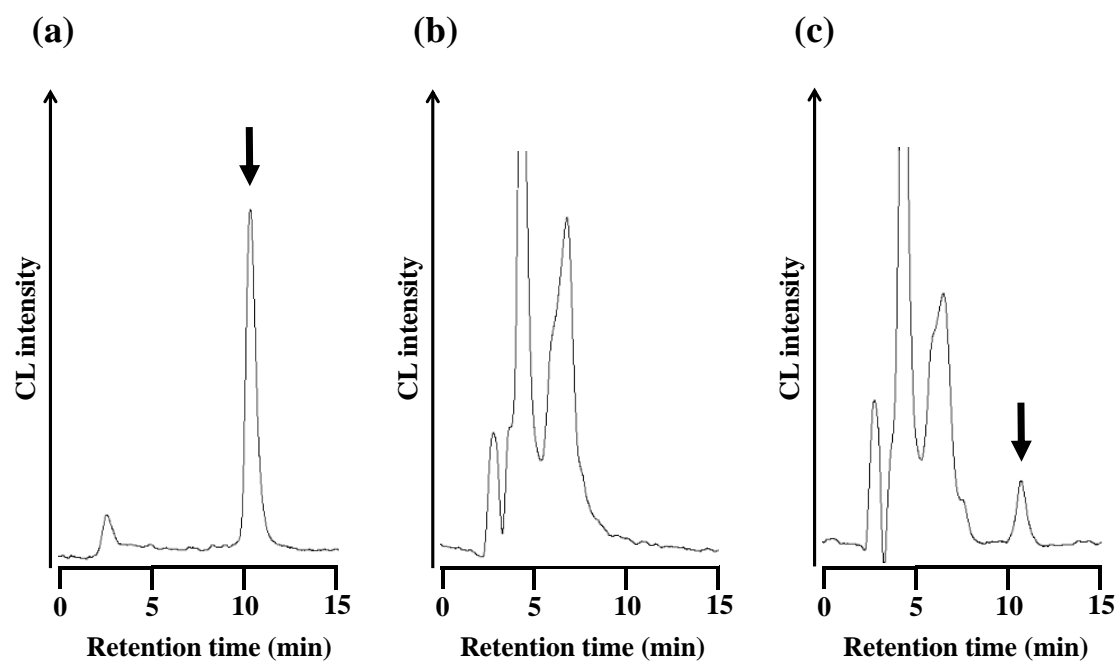 (a)
CL intensity
0 5 10 15
Retention time (min)
(b)
CL intensity
0 5 10 15
Retention time (min)
(c)
CL intensity
0 5 10 15
Retention time (min)